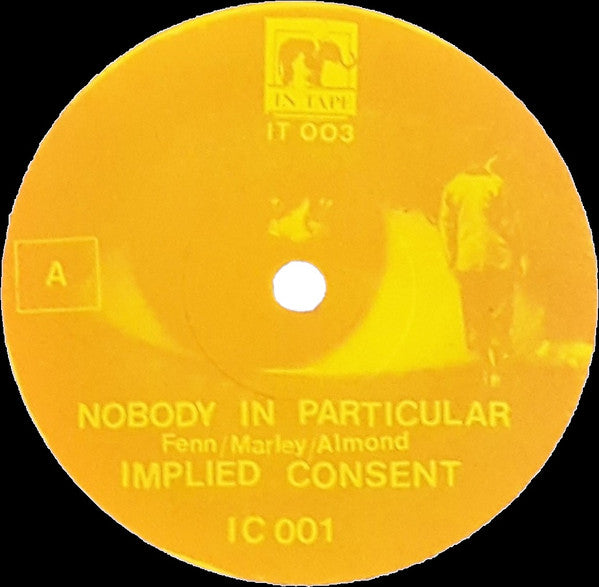 IN TAPE
IT 003
A
NOBODY IN PARTICULAR
Fenn/Marley/Almond
IMPLIED CONSENT
IC 001